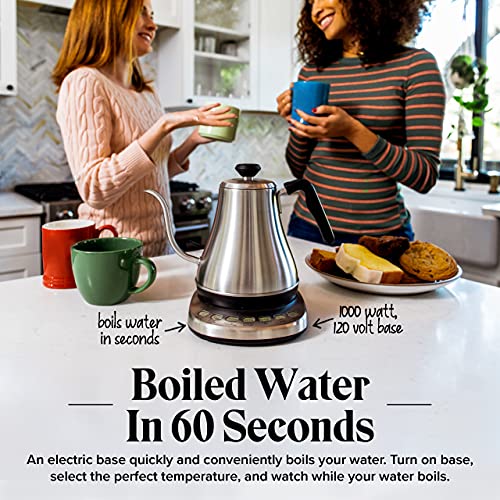 boils water
in seconds
1000 watt,
120 volt base
Boiled Water
In 60 Seconds
An electric base quickly and conveniently boils your water. Turn on base,
select the perfect temperature, and watch while your water boils.